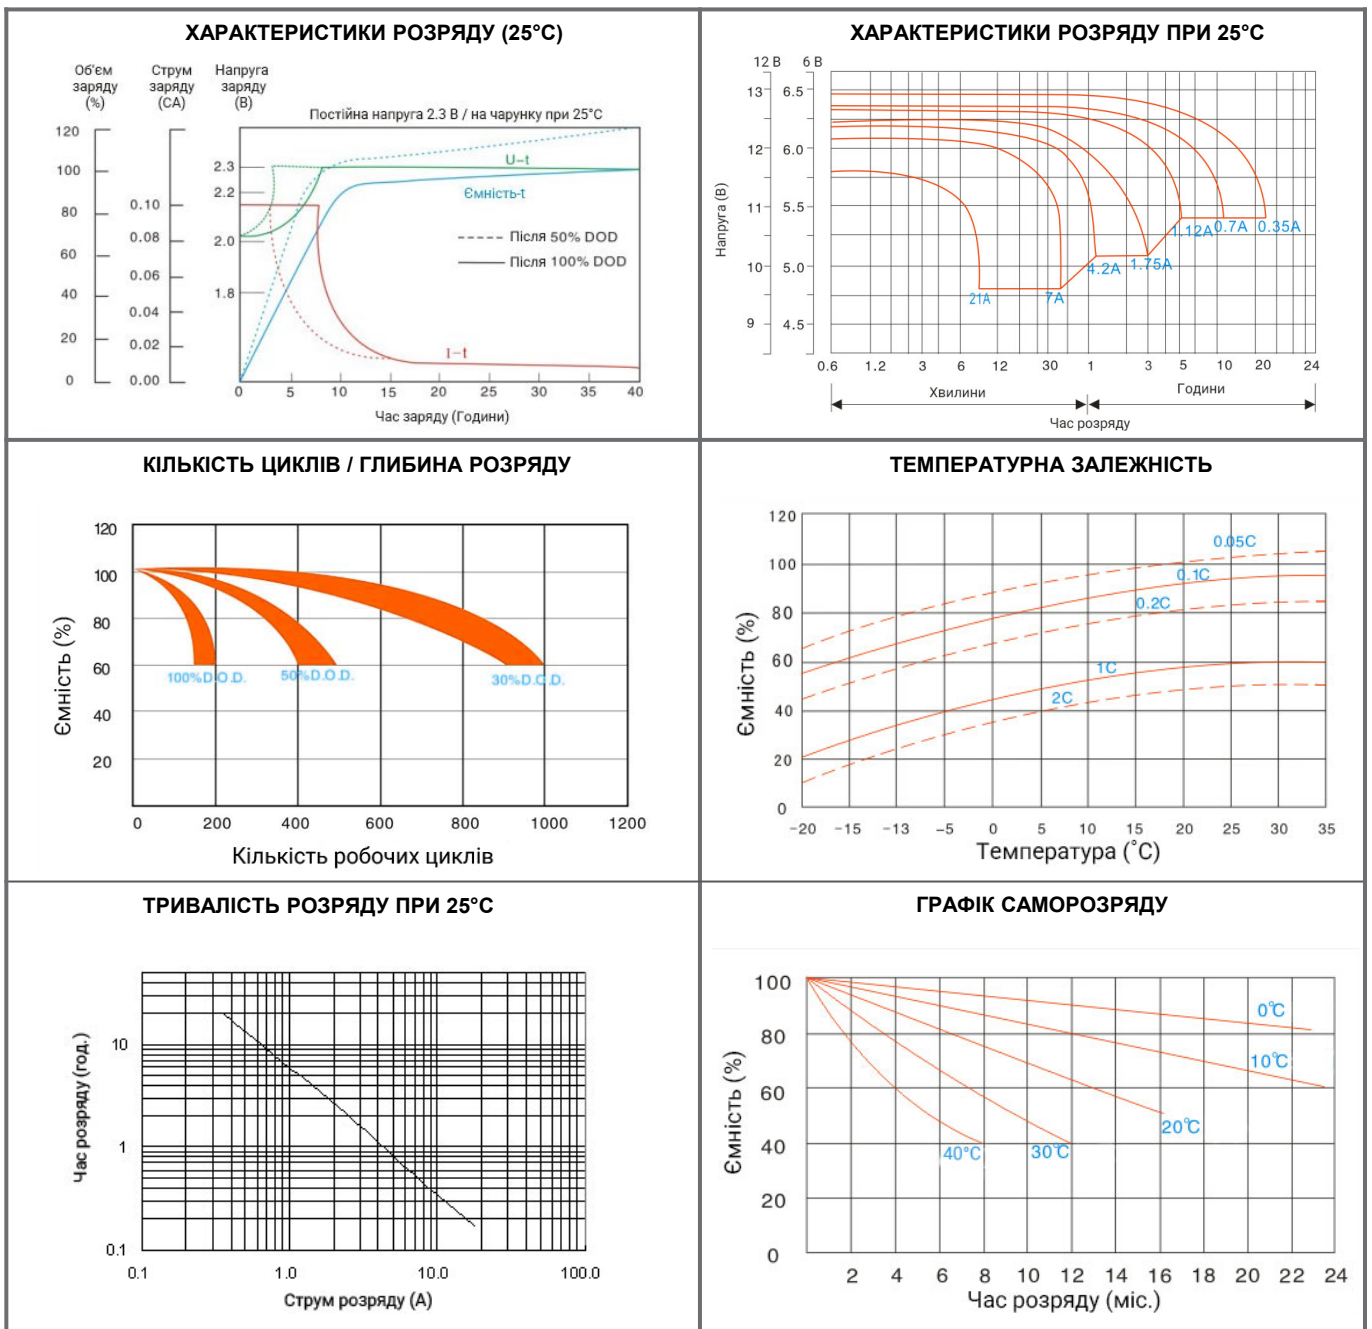 ХАРАКТЕРИСТИКИ РОЗРЯДУ (25°C)
Об'єм заряду (%)
Струм заряду (CA)
Напруга заряду (В)
Постійна напруга 2.3 В / на чарунку при 25°C
120
100
80
60
40
20
0
0.10
0.08
0.06
0.04
0.02
0.00
2.3
2.2
2.0
1.8
U-t
Ємність-t
Після 50% DOD
Після 100% DOD
I-t
0 5 10 15 20 25 30 35 40
Час заряду (Години)
ХАРАКТЕРИСТИКИ РОЗРЯДУ ПРИ 25°C
12 В 6 В
13 6.5
12 6.0
11 5.5
10 5.0
9 4.5
Напруга (В)
21A 7A 4.2A 1.75A 1.12A 0.7A 0.35A
0.6 1.2 3 6 12 30 1 3 5 10 20 24
Хвилини
Години
Час розряду
КІЛЬКІСТЬ ЦИКЛІВ / ГЛИБИНА РОЗРЯДУ
120
100
80
60
40
20
Ємність (%)
100%D.O.D. 50%D.O.D. 30%D.O.D.
0 200 400 600 800 1000 1200
Кількість робочих циклів
ТЕМПЕРАТУРНА ЗАЛЕЖНІСТЬ
120
100
80
60
40
20
0
Ємність (%)
0.05C
0.1C
0.2C
1C
2C
-20 -15 -13 -5 0 5 10 15 20 25 30 35
Температура (°C)
ТРИВАЛІСТЬ РОЗРЯДУ ПРИ 25°C
10
1
0.1
Час розряду (год.)
0.1 1.0 10.0 100.0
Струм розряду (А)
ГРАФІК САМОРОЗРЯДУ
100
80
60
40
20
0
Ємність (%)
0°C
10°C
20°C
30°C
40°C
2 4 6 8 10 12 14 16 18 20 22 24
Час розряду (міс.)